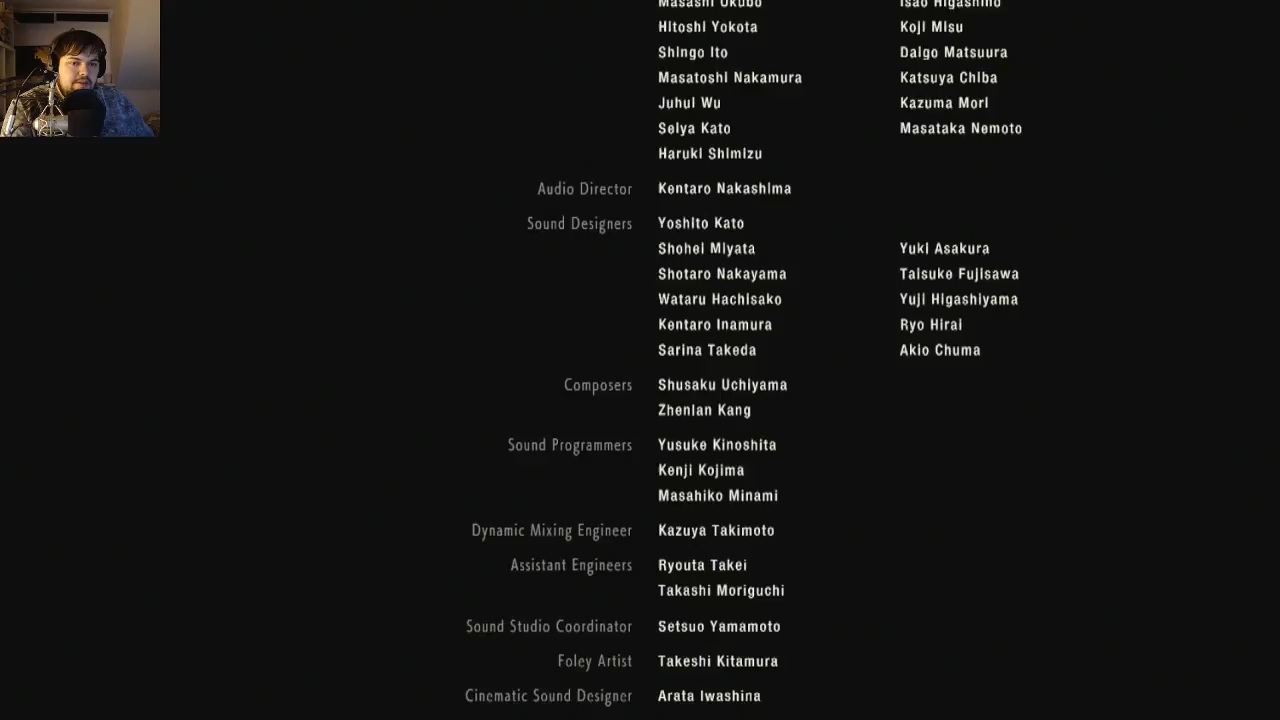 Masashi Okubo Isao Higashino
Hitoshi Yokota Koji Misu
Shingo Ito Daigo Matsuura
Masatoshi Nakamura Katsuya Chiba
Juhui Wu Kazuma Mori
Seiya Kato Masataka Nemoto
Haruki Shimizu
Audio Director Kentaro Nakashima
Sound Designers Yoshito Kato
Shohei Miyata Yuki Asakura
Shotaro Nakayama Taisuke Fujisawa
Wataru Hachisako Yuji Higashiyama
Kentaro Inamura Ryo Hirai
Sarina Takeda Akio Chuma
Composers Shusaku Uchiyama
Zhenlan Kang
Sound Programmers Yusuke Kinoshita
Kenji Kojima
Masahiko Minami
Dynamic Mixing Engineer Kazuya Takimoto
Assistant Engineers Ryouta Takei
Takashi Moriguchi
Sound Studio Coordinator Setsuo Yamamoto
Foley Artist Takeshi Kitamura
Cinematic Sound Designer Arata Iwashina